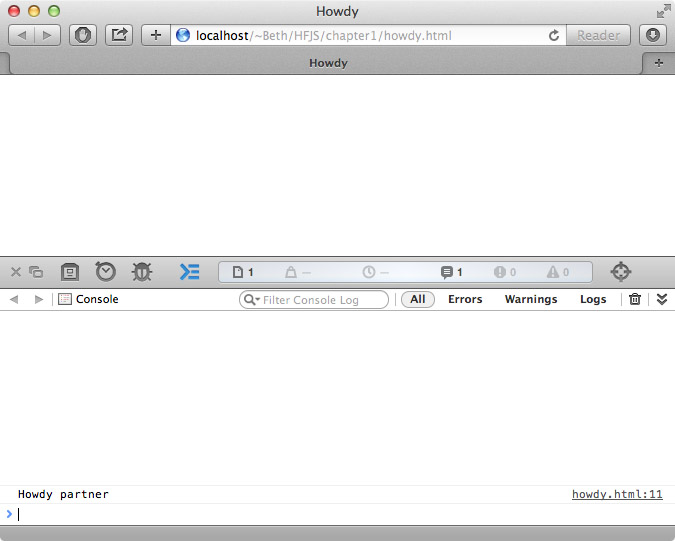 Howdy
localhost/~Beth/HFJS/chapter1/howdy.html Reader
Howdy
1 — — 1 0 0
Console Filter Console Log All Errors Warnings Logs
Howdy partner howdy.html:11